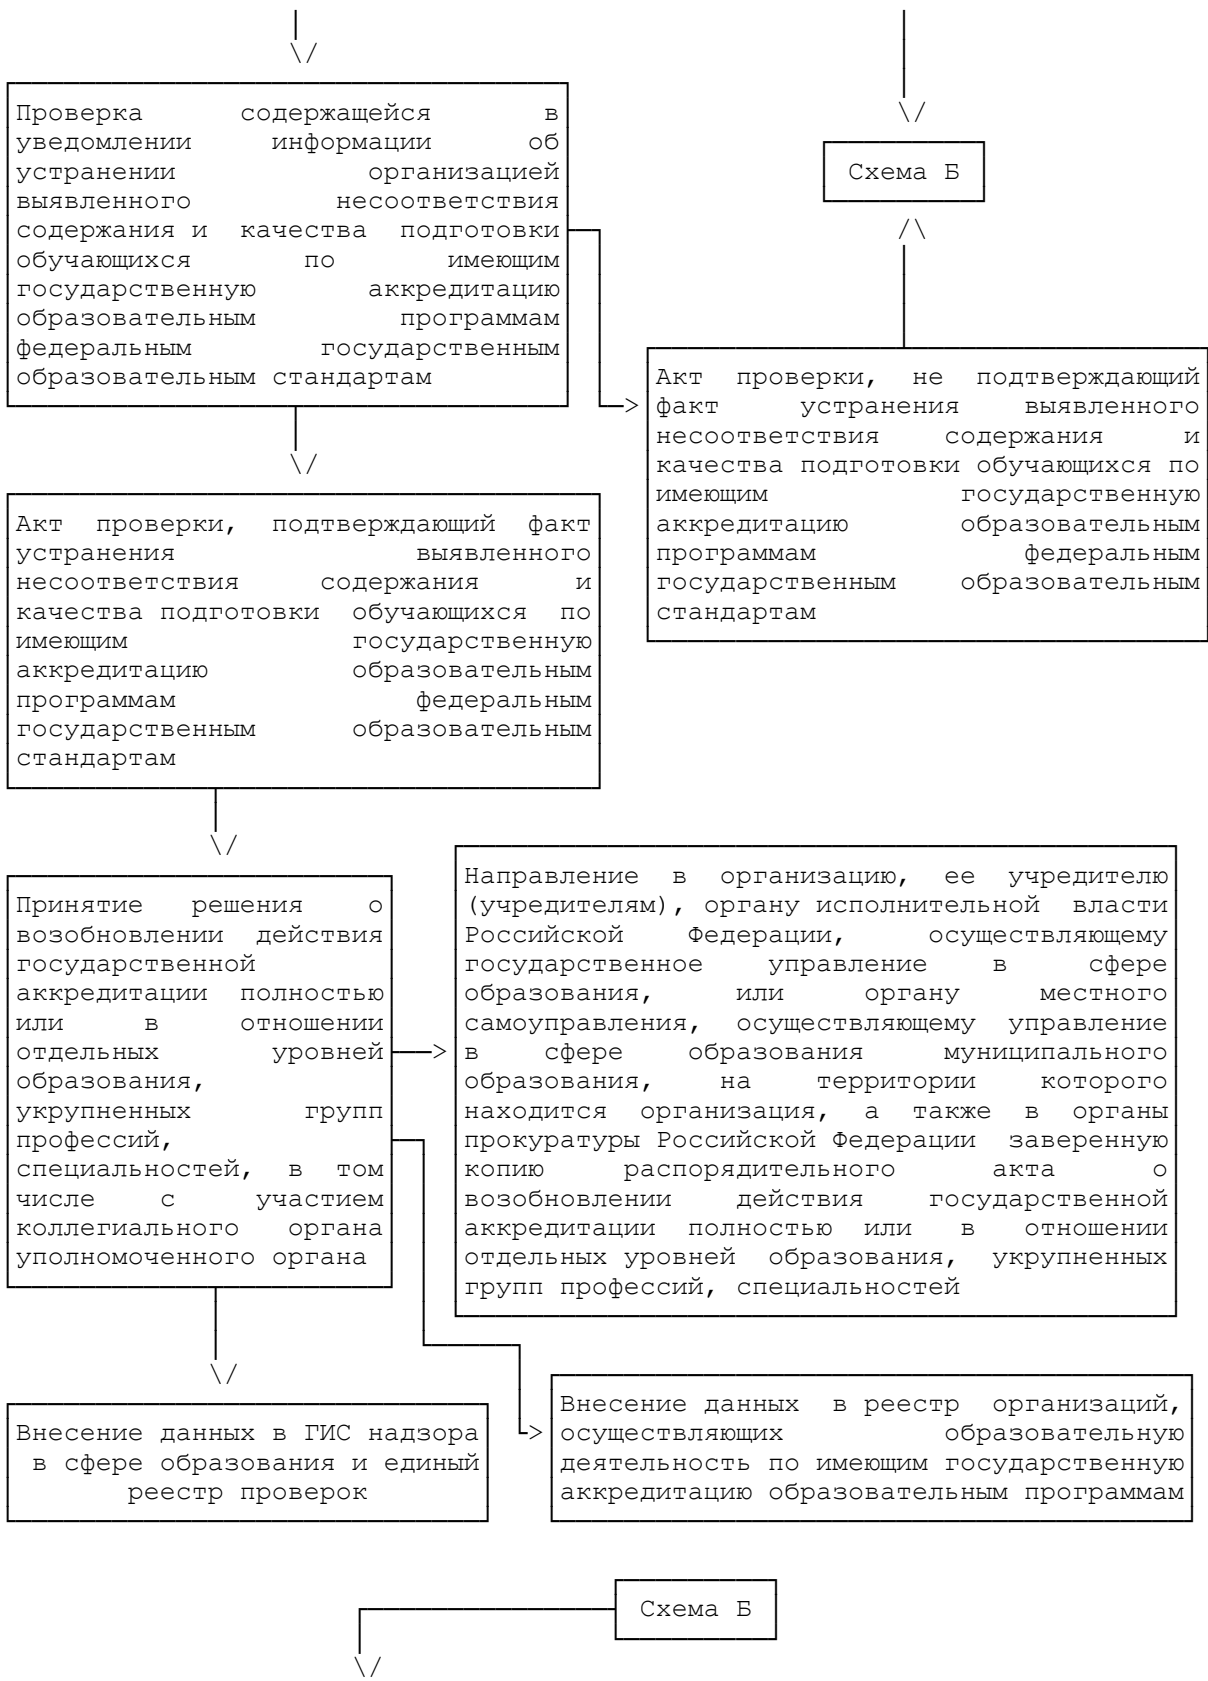 Проверка содержащейся в
уведомлении информации об
устранении организацией
выявленного несоответствия
содержания и качества подготовки
обучающихся по имеющим
государственную аккредитацию
образовательным программам
федеральным государственным
образовательным стандартам
Схема Б
Акт проверки, не подтверждающий
факт устранения выявленного
несоответствия содержания и
качества подготовки обучающихся по
имеющим государственную
аккредитацию образовательным
программам федеральным
государственным образовательным
стандартам
Акт проверки, подтверждающий факт
устранения выявленного
несоответствия содержания и
качества подготовки обучающихся по
имеющим государственную
аккредитацию образовательным
программам федеральным
государственным образовательным
стандартам
Принятие решения о
возобновлении действия
государственной
аккредитации полностью
или в отношении
отдельных уровней
образования,
укрупненных групп
профессий,
специальностей, в том
числе с участием
коллегиального органа
уполномоченного органа
Направление в организацию, ее учредителю
(учредителям), органу исполнительной власти
Российской Федерации, осуществляющему
государственное управление в сфере
образования, или органу местного
самоуправления, осуществляющему управление
в сфере образования муниципального
образования, на территории которого
находится организация, а также в органы
прокуратуры Российской Федерации заверенную
копию распорядительного акта о
возобновлении действия государственной
аккредитации полностью или в отношении
отдельных уровней образования, укрупненных
групп профессий, специальностей
Внесение данных в ГИС надзора
в сфере образования и единый
реестр проверок
Внесение данных в реестр организаций,
осуществляющих образовательную
деятельность по имеющим государственную
аккредитацию образовательным программам
Схема Б